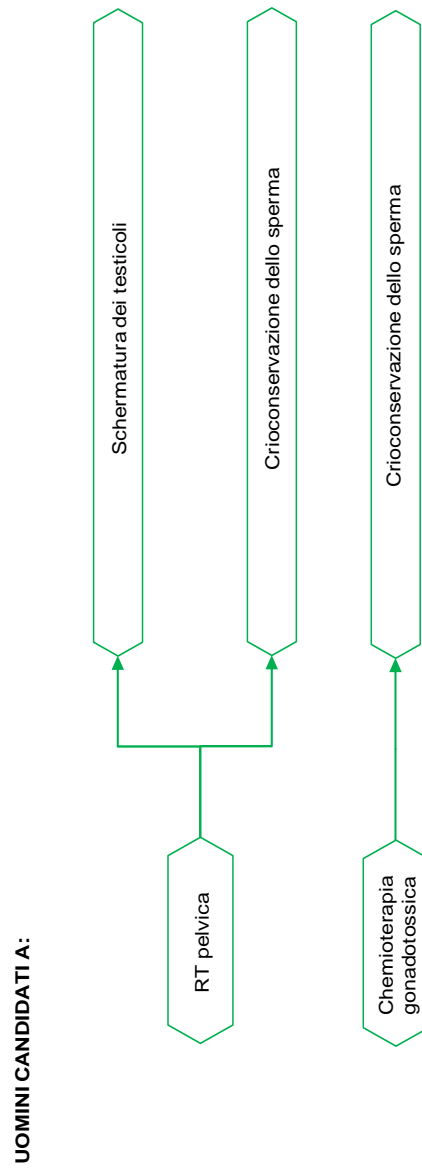 UOMINI CANDIDATI A:
RT pelvica
Schermatura dei testicoli
Crioconservazione dello sperma
Chemioterapia
gonadotossica
Crioconservazione dello sperma